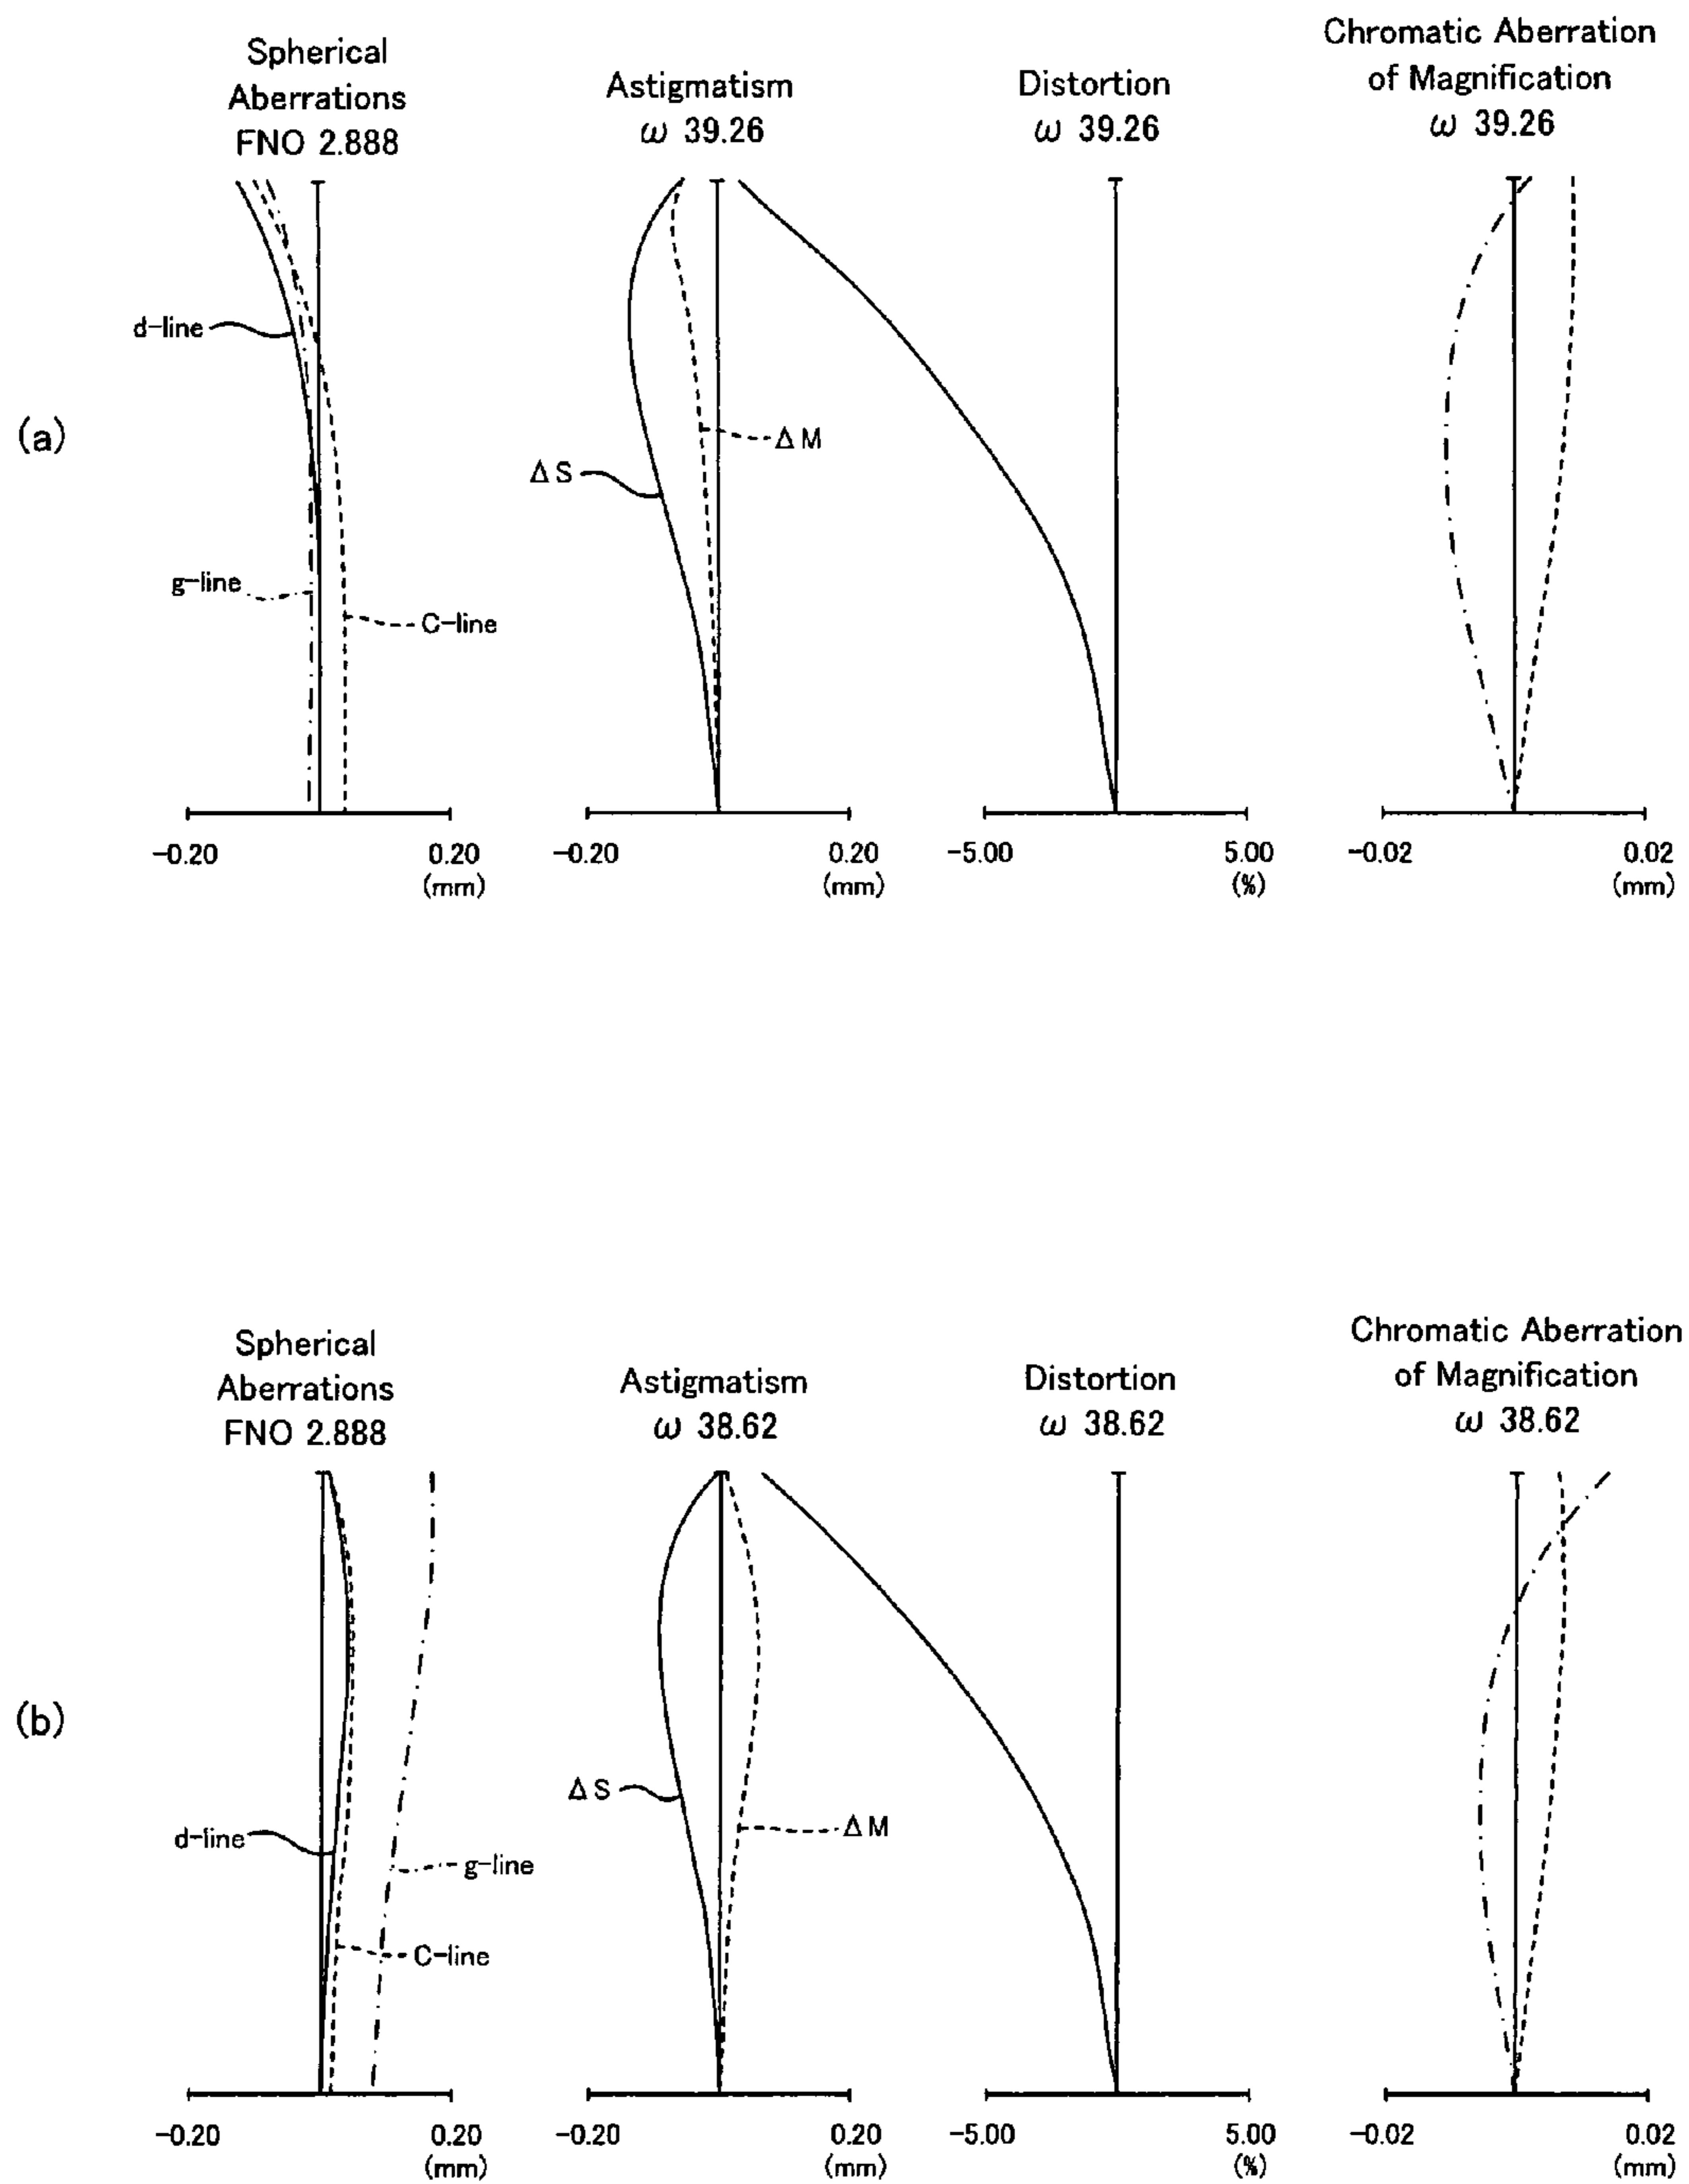 Spherical
Aberrations
FNO 2.888
Astigmatism
ω 39.26
Distortion
ω 39.26
Chromatic Aberration
of Magnification
ω 39.26
(a)
d-line
g-line
C-line
ΔS
ΔM
-0.20
0.20
(mm)
-0.20
0.20
(mm)
-5.00
5.00
(%)
-0.02
0.02
(mm)
Spherical
Aberrations
FNO 2.888
Astigmatism
ω 38.62
Distortion
ω 38.62
Chromatic Aberration
of Magnification
ω 38.62
(b)
d-line
g-line
C-line
ΔS
ΔM
-0.20
0.20
(mm)
-0.20
0.20
(mm)
-5.00
5.00
(%)
-0.02
0.02
(mm)